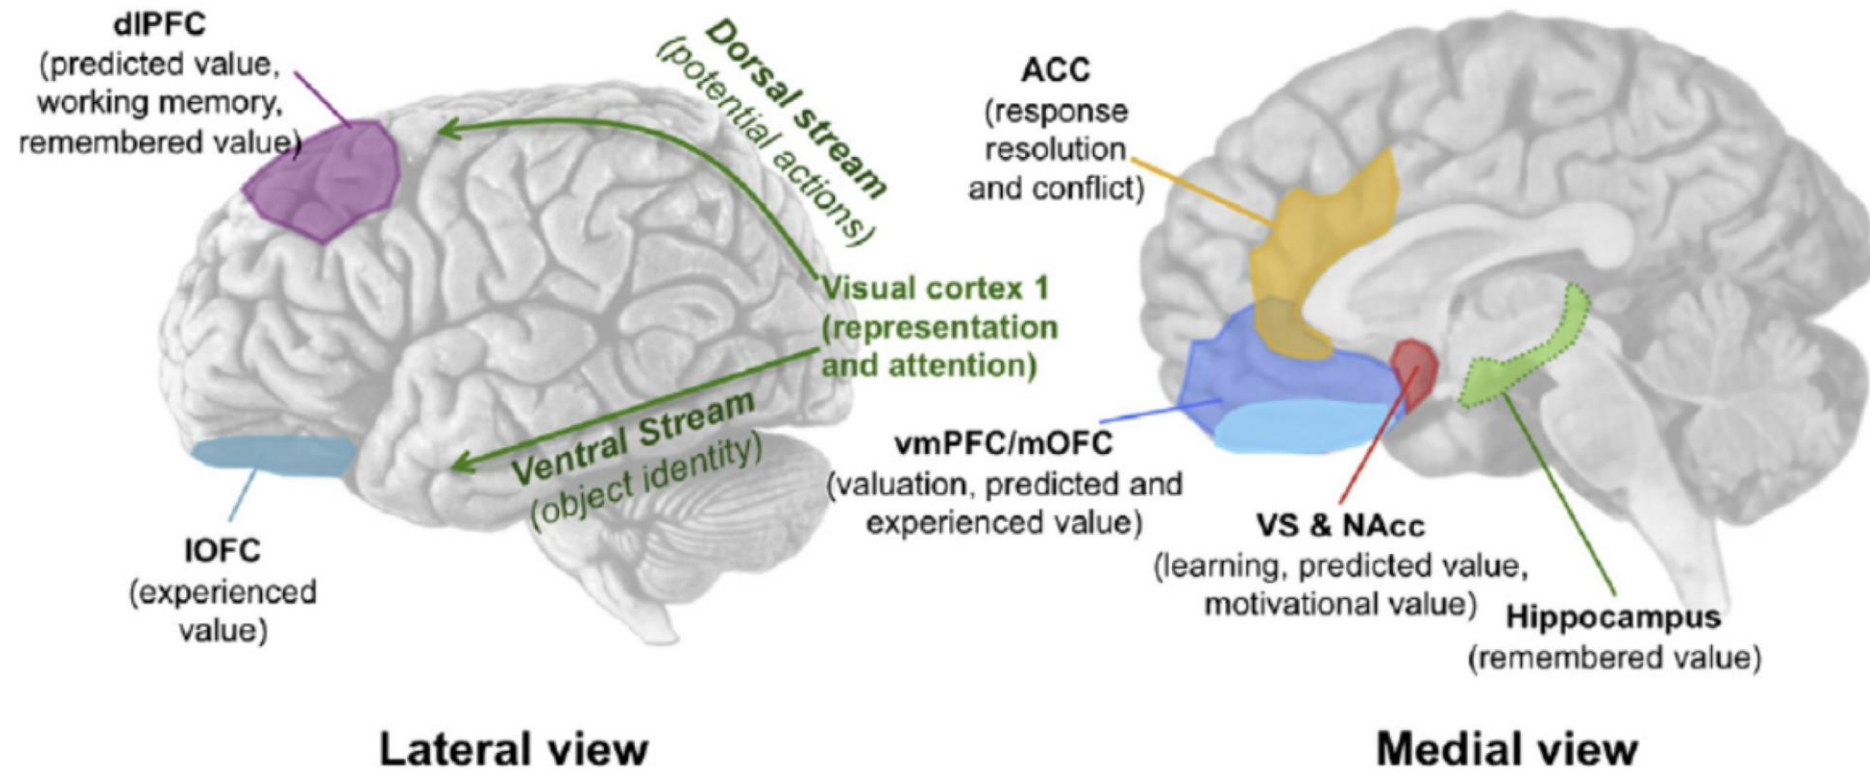 dlPFC
(predicted value,
working memory,
remembered value)
Dorsal stream
(potential actions)
Visual cortex 1
(representation
and attention)
Ventral Stream
(object identity)
lOFC
(experienced
value)
Lateral view
ACC
(response
resolution
and conflict)
vmPFC/mOFC
(valuation, predicted and
experienced value)
VS & NAcc
(learning, predicted value,
motivational value)
Hippocampus
(remembered value)
Medial view